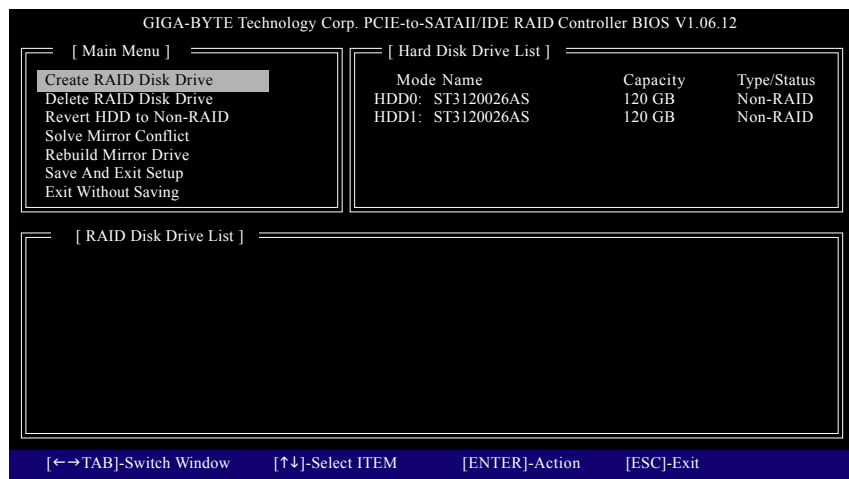 GIGA-BYTE Technology Corp. PCIE-to-SATAII/IDE RAID Controller BIOS V1.06.12
[ Main Menu ]
Create RAID Disk Drive
Delete RAID Disk Drive
Revert HDD to Non-RAID
Solve Mirror Conflict
Rebuild Mirror Drive
Save And Exit Setup
Exit Without Saving
[ Hard Disk Drive List ]
Mode Name Capacity Type/Status
HDD0: ST3120026AS 120 GB Non-RAID
HDD1: ST3120026AS 120 GB Non-RAID
[ RAID Disk Drive List ]
[←→TAB]-Switch Window [↑↓]-Select ITEM [ENTER]-Action [ESC]-Exit